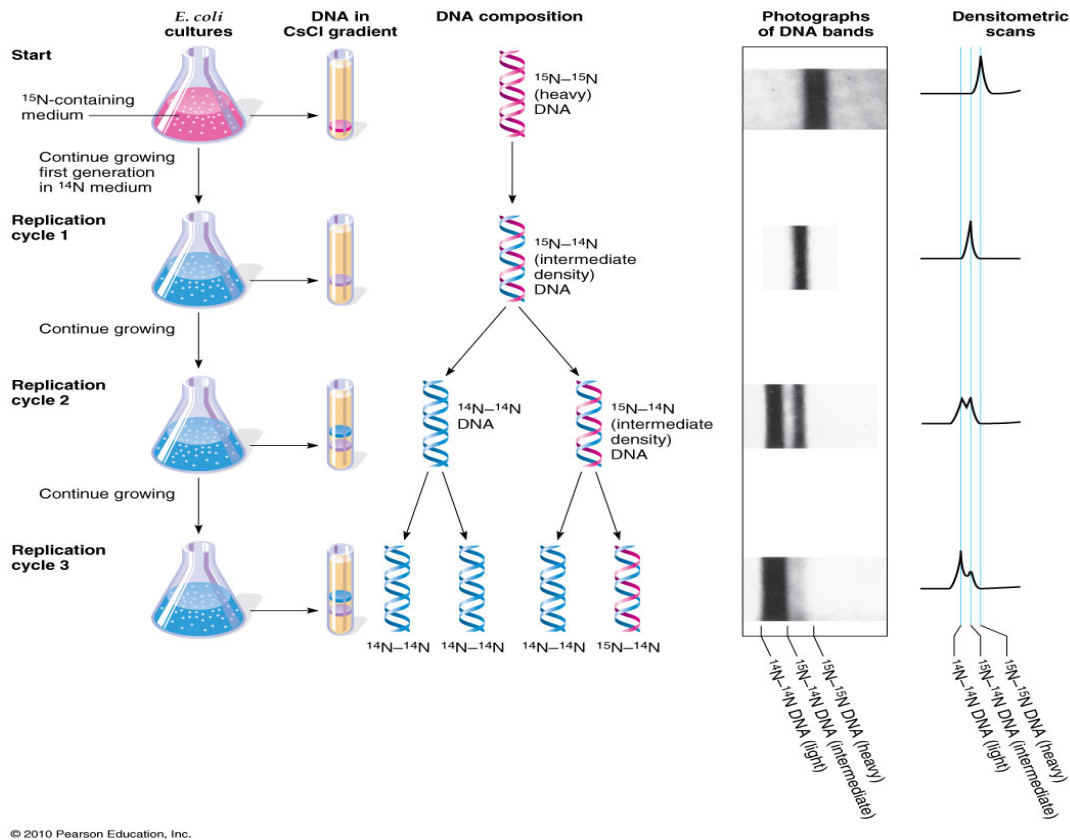 E. coli
cultures
DNA in
CsCl gradient
DNA composition
Photographs
of DNA bands
Densitometric
scans
Start
¹⁵N-containing
medium
¹⁵N–¹⁵N
(heavy)
DNA
Continue growing
first generation
in ¹⁴N medium
Replication
cycle 1
¹⁵N–¹⁴N
(intermediate
density)
DNA
Continue growing
Replication
cycle 2
¹⁴N–¹⁴N
DNA
¹⁵N–¹⁴N
(intermediate
density)
DNA
Continue growing
Replication
cycle 3
¹⁴N–¹⁴N
¹⁴N–¹⁴N
¹⁴N–¹⁴N
¹⁵N–¹⁴N
¹⁴N–¹⁴N DNA (light)
¹⁵N–¹⁴N DNA (intermediate)
¹⁵N–¹⁵N DNA (heavy)
¹⁴N–¹⁴N DNA (light)
¹⁵N–¹⁴N DNA (intermediate)
¹⁵N–¹⁵N DNA (heavy)
© 2010 Pearson Education, Inc.